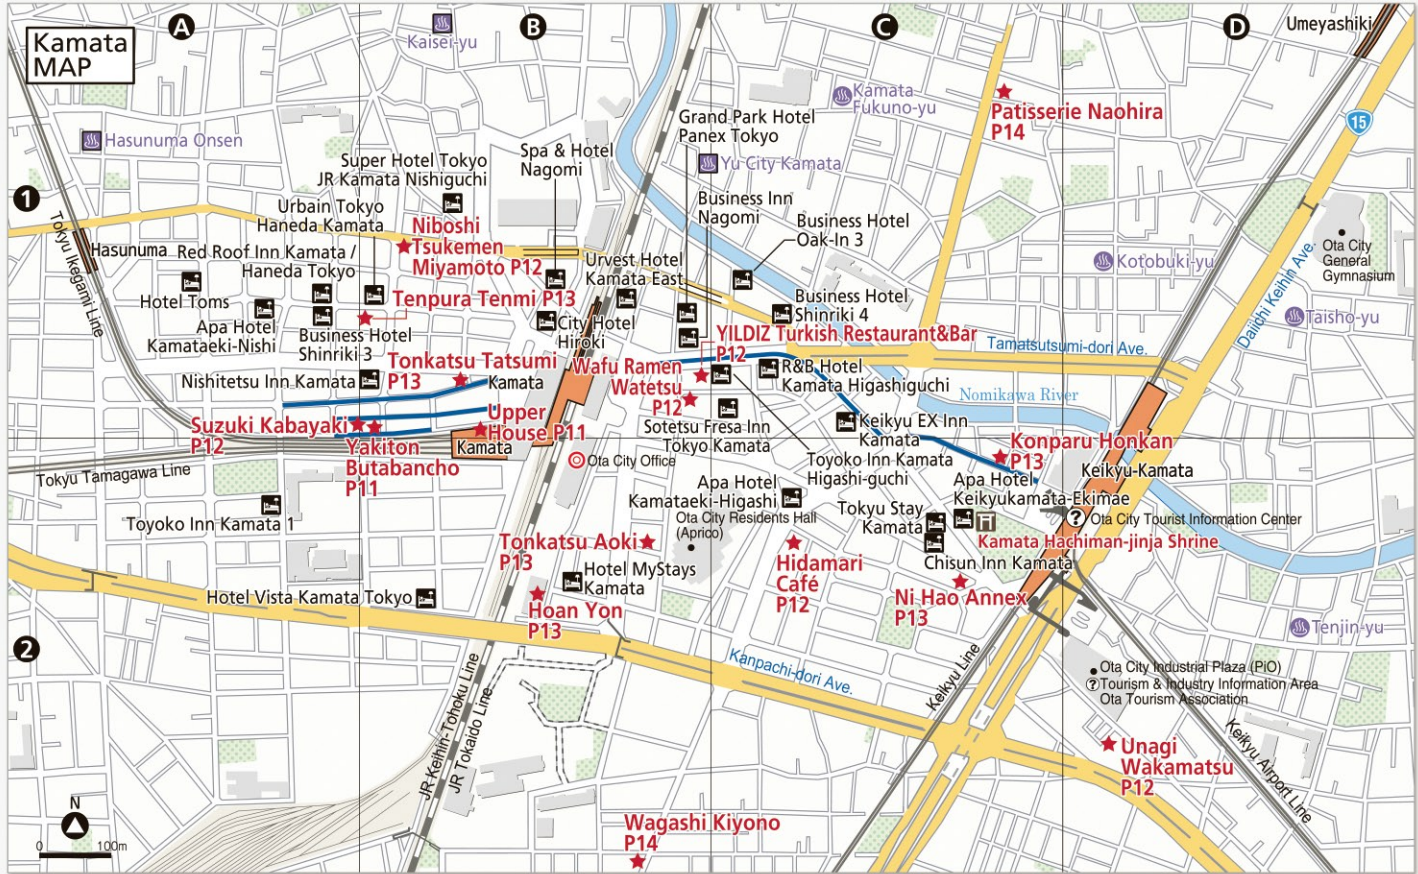 Kamata
MAP
A
B
C
D
1
2
Kaisei-yu
Umeyashiki
Hasunuma Onsen
Kamata
Fukuno-yu
Patisserie Naohira
P14
15
Grand Park Hotel
Panex Tokyo
Yu City Kamata
Super Hotel Tokyo
JR Kamata Nishiguchi
Spa & Hotel
Nagomi
Urbain Tokyo
Haneda Kamata
Business Inn
Nagomi
Business Hotel
Oak-In 3
Niboshi
Tsukemen
Miyamoto P12
Tokyu Ikegami Line
Hasunuma
Red Roof Inn Kamata /
Haneda Tokyo
Urvest Hotel
Kamata East
Kotobuki-yu
Ota City
General
Gymnasium
Daiichi Keihin Ave.
Hotel Toms
Tenpura Tenmi P13
Business Hotel
Shinriki 4
Taisho-yu
Apa Hotel
Kamataeki-Nishi
Business Hotel
Shinriki 3
City Hotel
Hiroki
YILDIZ Turkish Restaurant&Bar
P12
Tamatsutsumi-dori Ave.
Tonkatsu Tatsumi
P13
Nishitetsu Inn Kamata
Kamata
Wafu Ramen
Watetsu
P12
R&B Hotel
Kamata Higashiguchi
Nomikawa River
Suzuki Kabayaki
P12
Upper
House P11
Yakiton
Butabancho
P11
Kamata
Sotetsu Fresa Inn
Tokyo Kamata
Keikyu EX Inn
Kamata
Konparu Honkan
P13
Tokyu Tamagawa Line
Ota City Office
Toyoko Inn Kamata
Higashi-guchi
Keikyu-Kamata
Apa Hotel
Keikyukamata-Ekimae
Apa Hotel
Kamataeki-Higashi
Toyoko Inn Kamata 1
Ota City Residents Hall
(Aprico)
Tokyu Stay
Kamata
? Ota City Tourist Information Center
Kamata Hachiman-jinja Shrine
Tonkatsu Aoki
P13
Hidamari
Café
P12
Chisun Inn Kamata
Hotel MyStays
Kamata
Hotel Vista Kamata Tokyo
Hoan Yon
P13
Ni Hao Annex
P13
Tenjin-yu
Kanpachi-dori Ave.
Keikyu Line
Ota City Industrial Plaza (PiO)
? Tourism & Industry Information Area
Ota Tourism Association
JR Keihin-Tohoku Line
JR Tokaido Line
Keikyu Airport Line
Unagi
Wakamatsu
P12
Wagashi Kiyono
P14
N
0 100m